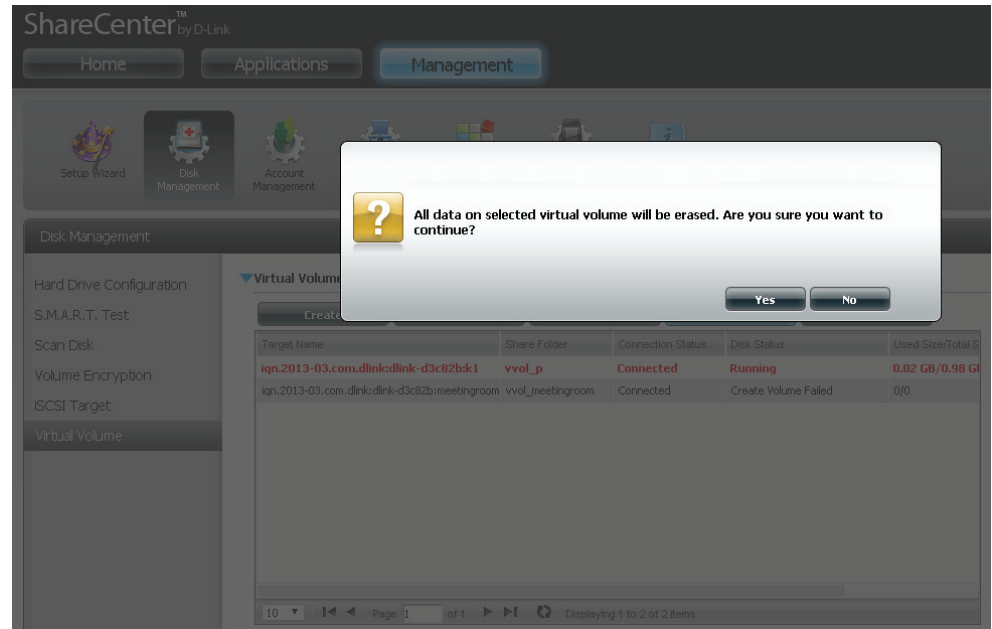 ShareCenter™ by D-Link
Home Applications Management
Setup Wizard Disk Management Account Management
All data on selected virtual volume will be erased. Are you sure you want to
continue?
Yes No
Disk Management
Hard Drive Configuration
S.M.A.R.T. Test
Scan Disk
Volume Encryption
iSCSI Target
Virtual Volume
Virtual Volume
Create
Target Name Share Folder Connection Status Disk Status Used Size/Total S
iqn.2013-03.com.dlink:dlink-d3c82b:k1 vvol_p Connected Running 0.02 GB/0.98 GI
iqn.2013-03.com.dlink:dlink-d3c82b:meetingroom vvol_meetingroom Connected Create Volume Failed 0/0
10 Page 1 of 1 Displaying 1 to 2 of 2 items